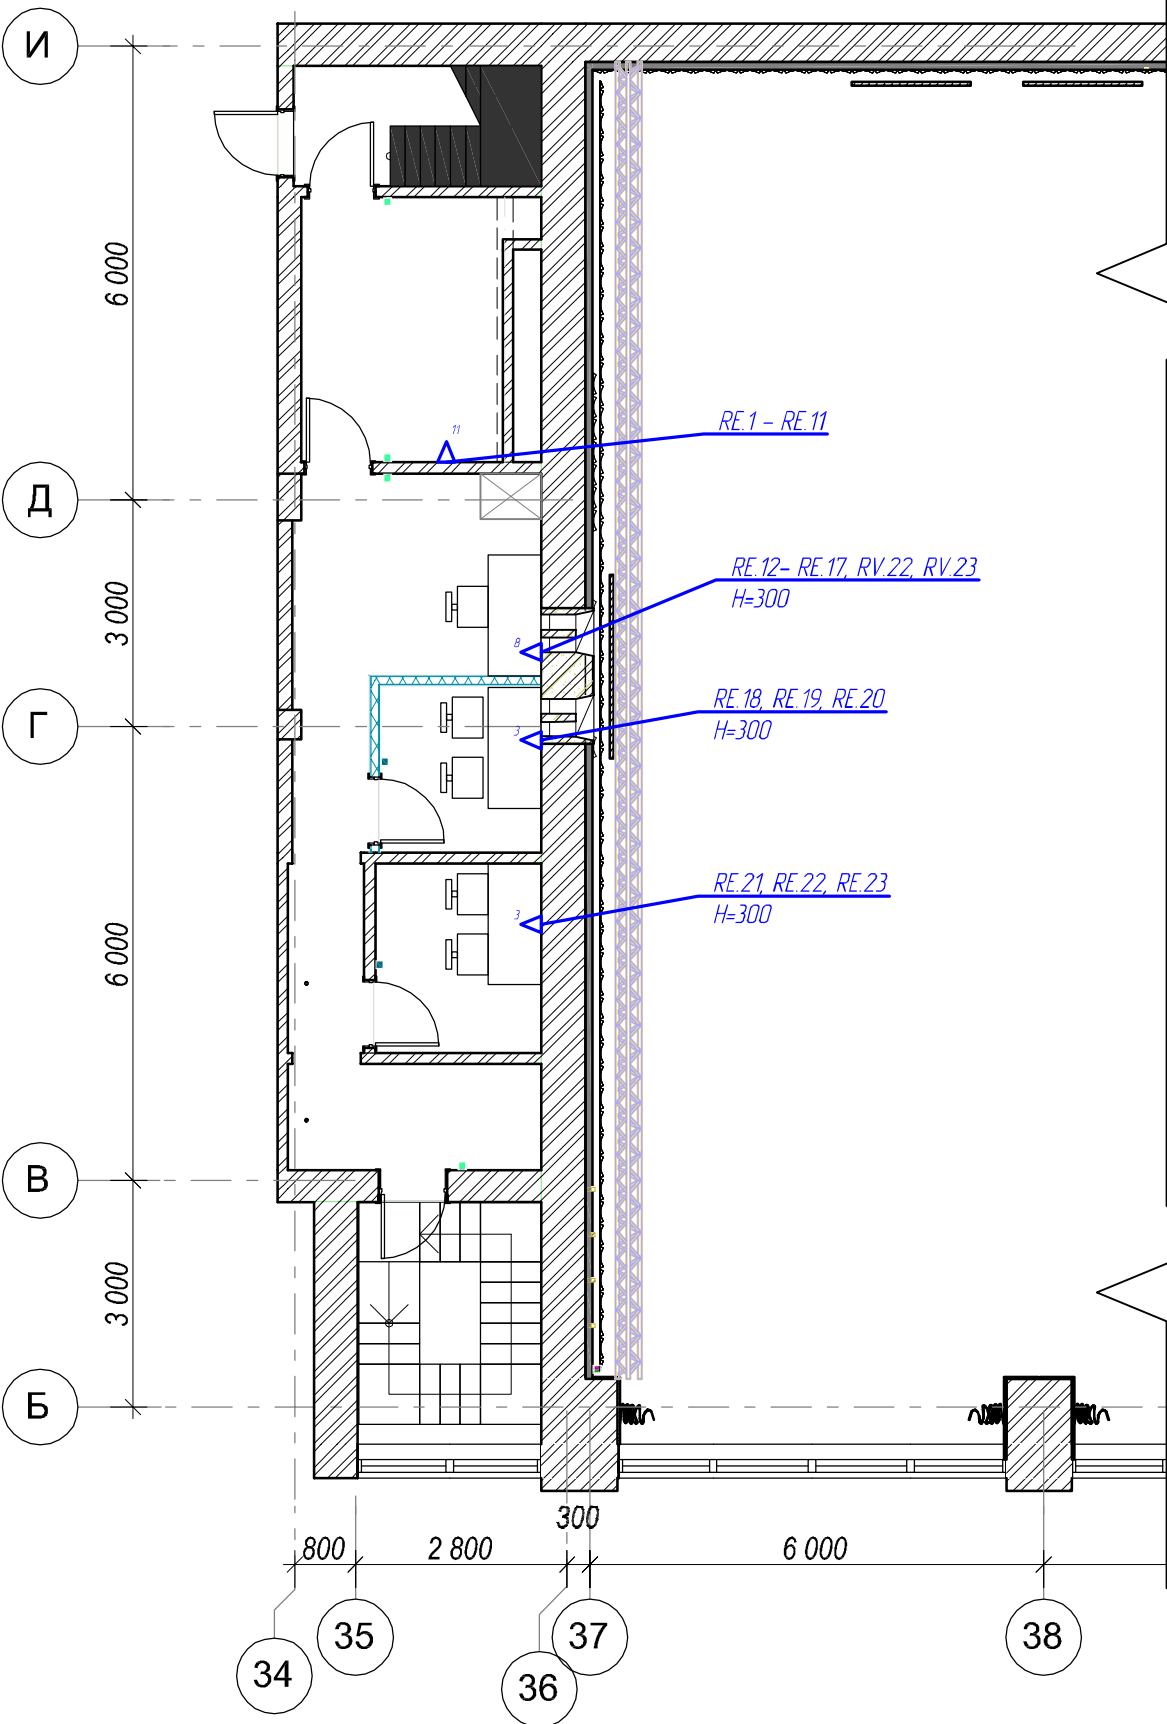 И
6 000
11
RE.1 - RE.11
Д
RE.12- RE.17, RV.22, RV.23
H=300
3 000
8
RE.18, RE.19, RE.20
H=300
Г
3
RE.21, RE.22, RE.23
H=300
3
6 000
В
3 000
Б
300
800
2 800
6 000
35
37
38
34
36